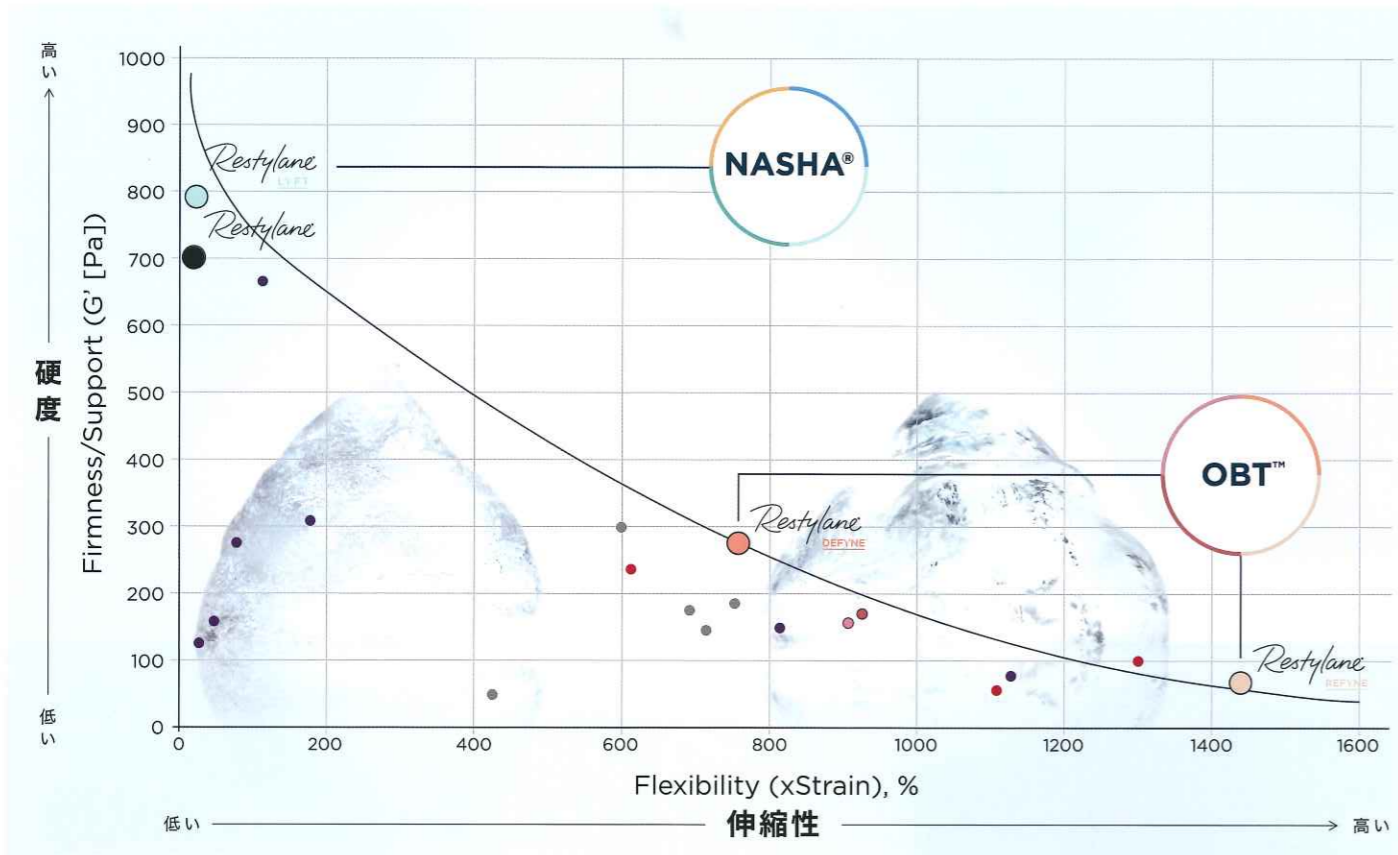 高い
硬度
低い
Firmness/Support (G' [Pa])
1000
900
800
700
600
500
400
300
200
100
0
Restylane
LYFT
Restylane
NASHA®
OBT™
Restylane
DEFYNE
Restylane
REFYNE
0
200
400
600
800
1000
1200
1400
1600
Flexibility (xStrain), %
低い
伸縮性
高い